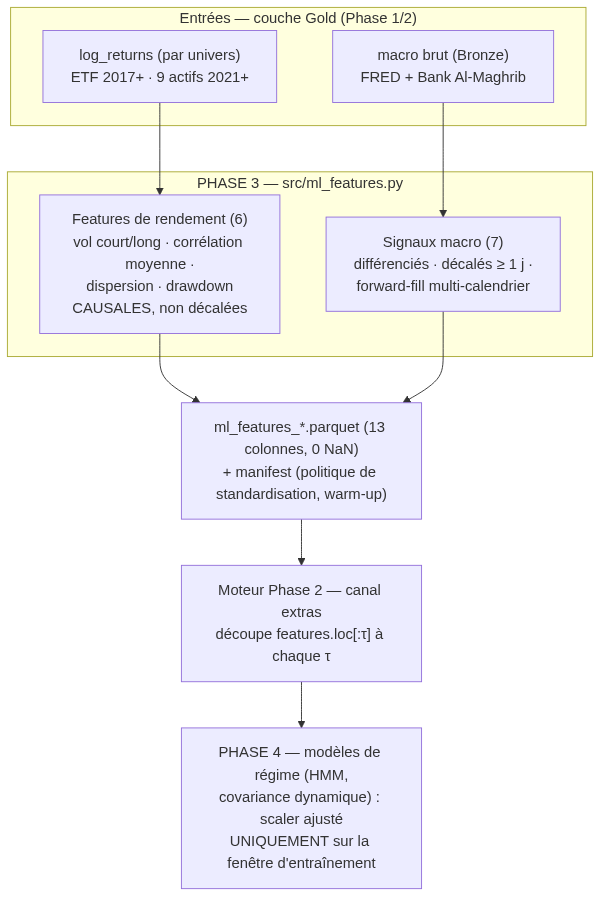 Entrées — couche Gold (Phase 1/2)
log_returns (par univers)
ETF 2017+ · 9 actifs 2021+
macro brut (Bronze)
FRED + Bank Al-Maghrib
PHASE 3 — src/ml_features.py
Features de rendement (6)
vol court/long · corrélation
moyenne ·
dispersion · drawdown
CAUSALES, non décalées
Signaux macro (7)
différenciés · décalés ≥ 1 j ·
forward-fill multi-calendrier
ml_features_*.parquet (13
colonnes, 0 NaN)
+ manifest (politique de
standardisation, warm-up)
Moteur Phase 2 — canal
extras
découpe features.loc[:τ] à
chaque τ
PHASE 4 — modèles de
régime (HMM,
covariance dynamique) :
scaler ajusté
UNIQUEMENT sur la
fenêtre d'entraînement